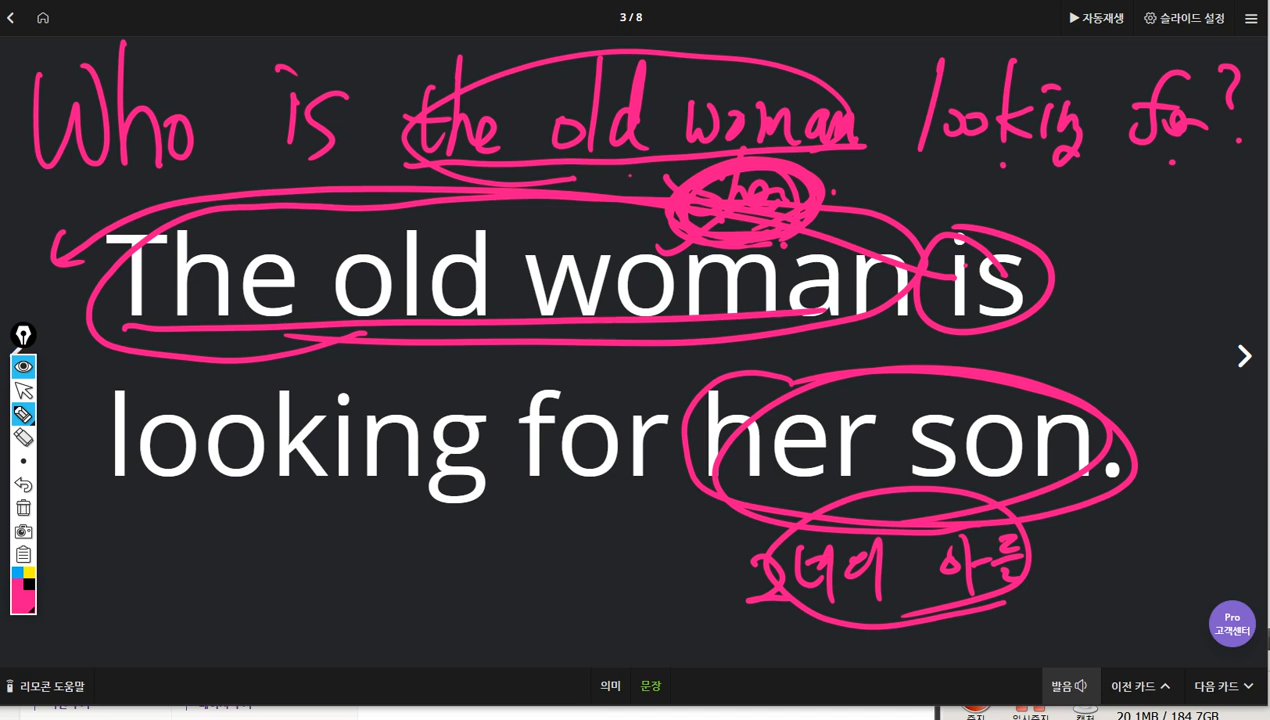 3 / 8
자동재생
슬라이드 설정
Who is the old woman looking for?
The old woman is
looking for her son.
그녀의 아들
Pro
고객센터
리모콘 도움말
의미
문장
발음
이전 카드
다음 카드
20.1MB / 184.7GB